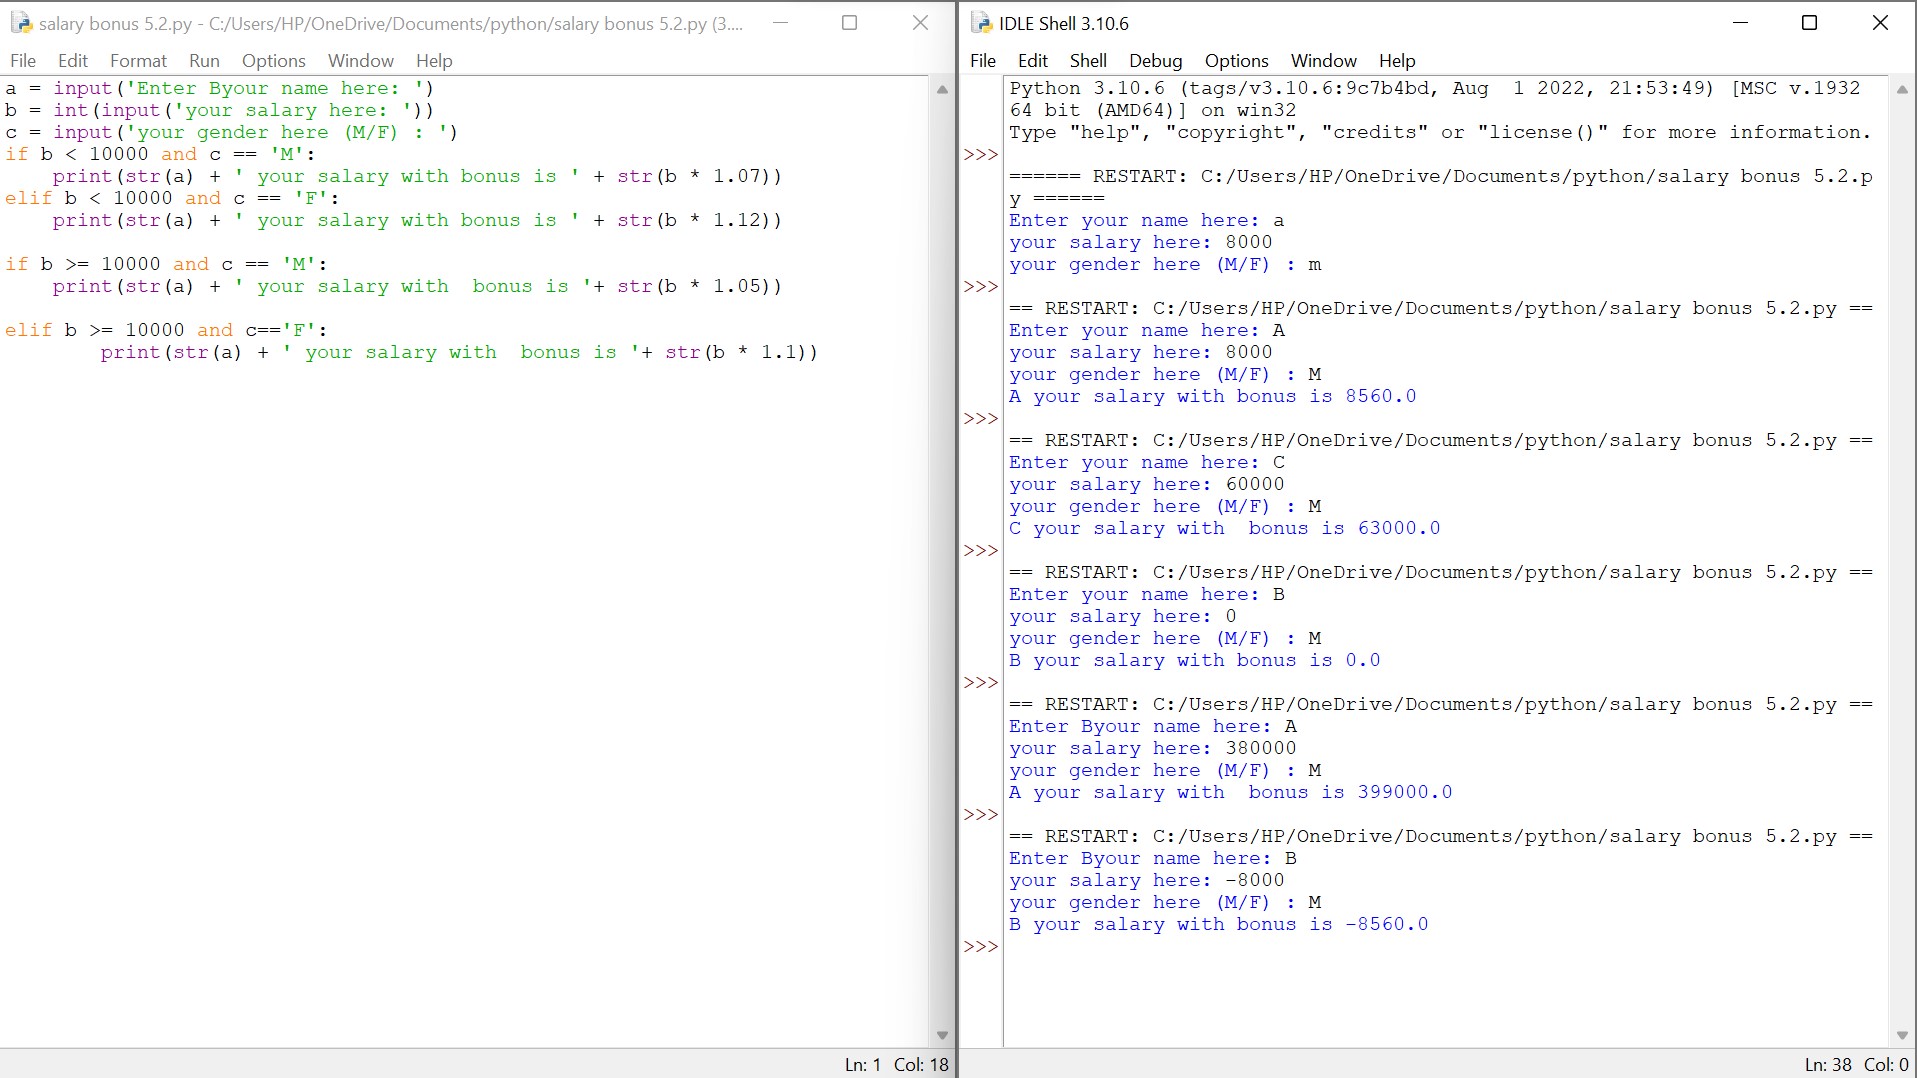 salary bonus 5.2.py - C:/Users/HP/OneDrive/Documents/python/salary bonus 5.2.py (3....
File Edit Format Run Options Window Help
a = input('Enter Byour name here: ')
b = int(input('your salary here: '))
c = input('your gender here (M/F) : ')
if b < 10000 and c == 'M':
    print(str(a) + ' your salary with bonus is ' + str(b * 1.07))
elif b < 10000 and c == 'F':
    print(str(a) + ' your salary with bonus is ' + str(b * 1.12))
if b >= 10000 and c == 'M':
    print(str(a) + ' your salary with  bonus is '+ str(b * 1.05))
elif b >= 10000 and c=='F':
        print(str(a) + ' your salary with  bonus is '+ str(b * 1.1))
Ln: 1 Col: 18
IDLE Shell 3.10.6
File Edit Shell Debug Options Window Help
Python 3.10.6 (tags/v3.10.6:9c7b4bd, Aug  1 2022, 21:53:49) [MSC v.1932
64 bit (AMD64)] on win32
Type "help", "copyright", "credits" or "license()" for more information.
>>>
====== RESTART: C:/Users/HP/OneDrive/Documents/python/salary bonus 5.2.p
y ======
Enter your name here: a
your salary here: 8000
your gender here (M/F) : m
>>>
== RESTART: C:/Users/HP/OneDrive/Documents/python/salary bonus 5.2.py ==
Enter your name here: A
your salary here: 8000
your gender here (M/F) : M
A your salary with bonus is 8560.0
>>>
== RESTART: C:/Users/HP/OneDrive/Documents/python/salary bonus 5.2.py ==
Enter your name here: C
your salary here: 60000
your gender here (M/F) : M
C your salary with  bonus is 63000.0
>>>
== RESTART: C:/Users/HP/OneDrive/Documents/python/salary bonus 5.2.py ==
Enter your name here: B
your salary here: 0
your gender here (M/F) : M
B your salary with bonus is 0.0
>>>
== RESTART: C:/Users/HP/OneDrive/Documents/python/salary bonus 5.2.py ==
Enter Byour name here: A
your salary here: 380000
your gender here (M/F) : M
A your salary with  bonus is 399000.0
>>>
== RESTART: C:/Users/HP/OneDrive/Documents/python/salary bonus 5.2.py ==
Enter Byour name here: B
your salary here: -8000
your gender here (M/F) : M
B your salary with bonus is -8560.0
>>>
Ln: 38 Col: 0